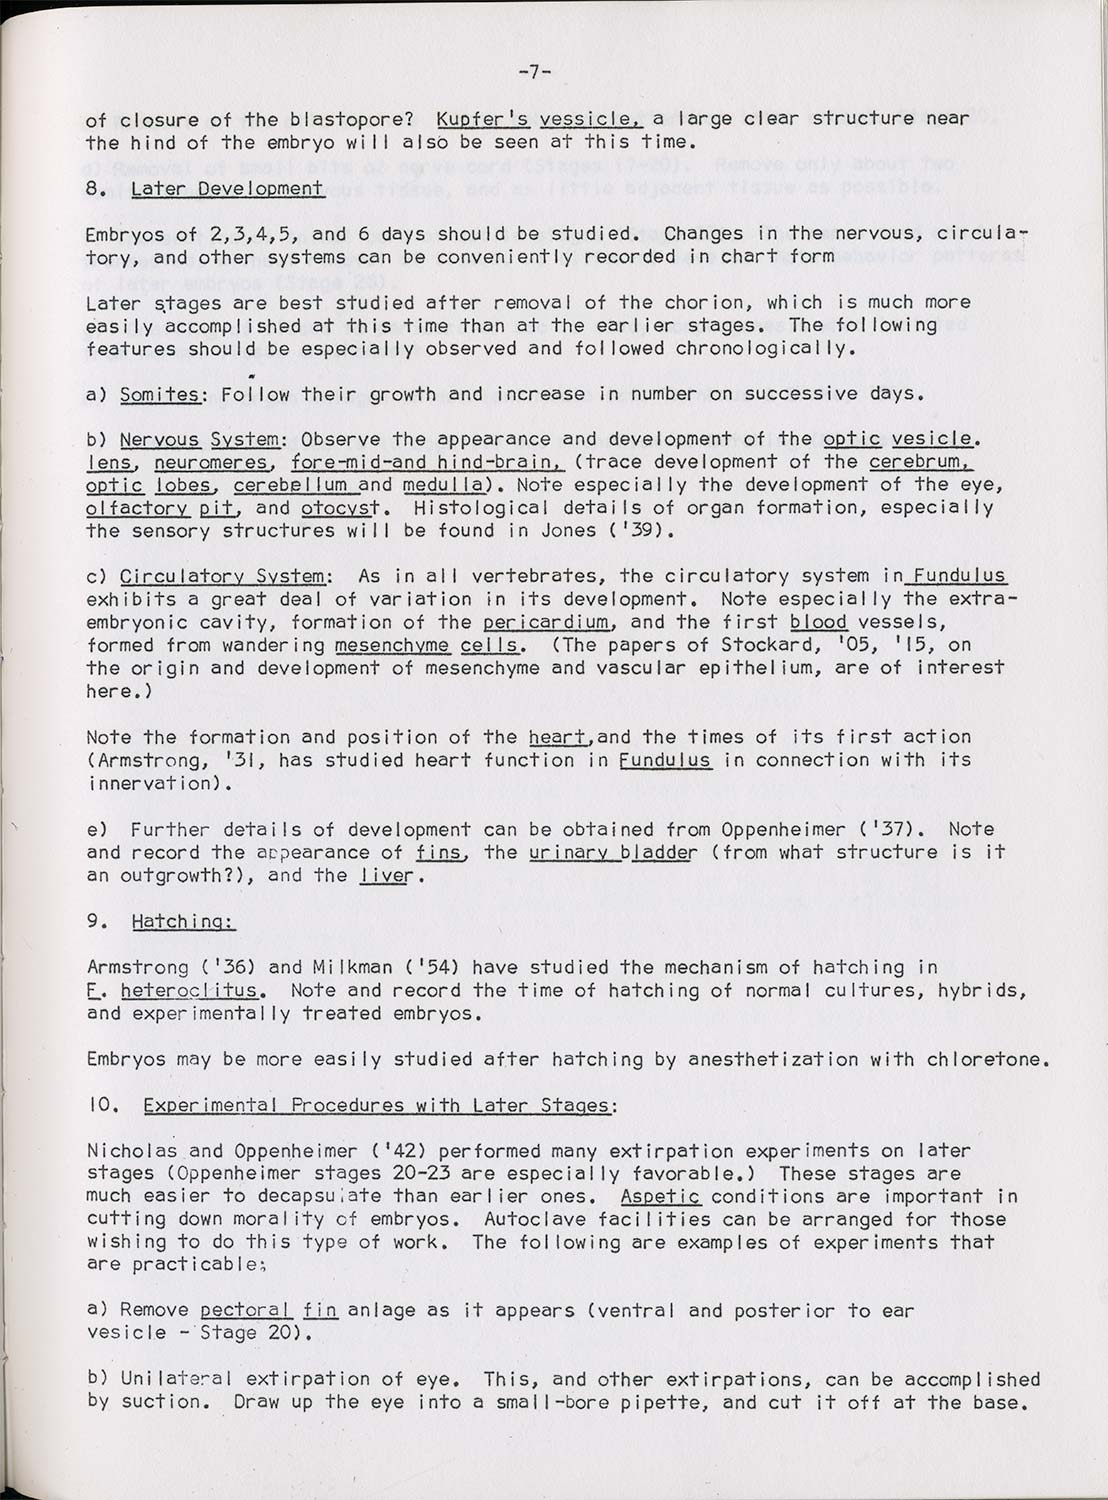 -7-
of closure of the blastopore? Kupfer's vessicle, a large clear structure near
the hind of the embryo will also be seen at this time.
8. Later Development
Embryos of 2,3,4,5, and 6 days should be studied. Changes in the nervous, circula-
tory, and other systems can be conveniently recorded in chart form
Later stages are best studied after removal of the chorion, which is much more
easily accomplished at this time than at the earlier stages. The following
features should be especially observed and followed chronologically.
a) Somites: Follow their growth and increase in number on successive days.
b) Nervous System: Observe the appearance and development of the optic vesicle.
lens, neuromeres, fore-mid-and hind-brain, (trace development of the cerebrum,
optic lobes, cerebellum and medulla). Note especially the development of the eye,
olfactory pit, and otocyst. Histological details of organ formation, especially
the sensory structures will be found in Jones ('39).
c) Circulatory System: As in all vertebrates, the circulatory system in Fundulus
exhibits a great deal of variation in its development. Note especially the extra-
embryonic cavity, formation of the pericardium, and the first blood vessels,
formed from wandering mesenchyme cells. (The papers of Stockard, '05, '15, on
the origin and development of mesenchyme and vascular epithelium, are of interest
here.)
Note the formation and position of the heart,and the times of its first action
(Armstrong, '31, has studied heart function in Fundulus in connection with its
innervation).
e) Further details of development can be obtained from Oppenheimer ('37). Note
and record the appearance of fins, the urinary bladder (from what structure is it
an outgrowth?), and the liver.
9. Hatching:
Armstrong ('36) and Milkman ('54) have studied the mechanism of hatching in
F. heteroclitus. Note and record the time of hatching of normal cultures, hybrids,
and experimentally treated embryos.
Embryos may be more easily studied after hatching by anesthetization with chloretone.
10. Experimental Procedures with Later Stages:
Nicholas and Oppenheimer ('42) performed many extirpation experiments on later
stages (Oppenheimer stages 20-23 are especially favorable.) These stages are
much easier to decapsulate than earlier ones. Aspetic conditions are important in
cutting down morality of embryos. Autoclave facilities can be arranged for those
wishing to do this type of work. The following are examples of experiments that
are practicable;
a) Remove pectoral fin anlage as it appears (ventral and posterior to ear
vesicle - Stage 20).
b) Unilateral extirpation of eye. This, and other extirpations, can be accomplished
by suction. Draw up the eye into a small-bore pipette, and cut it off at the base.